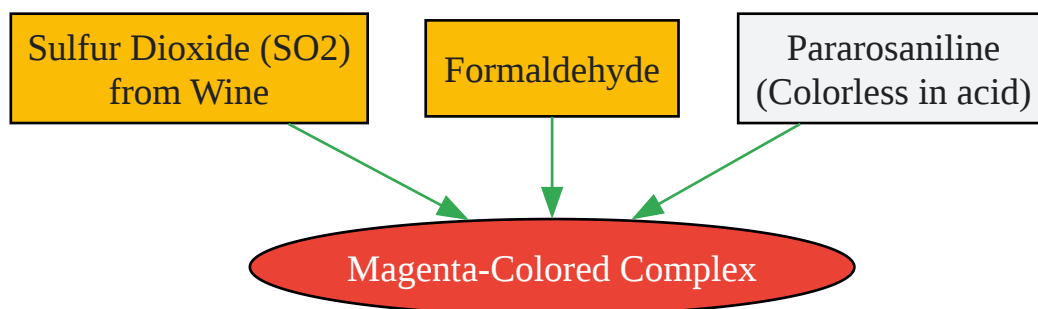 Sulfur Dioxide (SO2)
from Wine
Formaldehyde
Pararosaniline
(Colorless in acid)
Magenta-Colored Complex